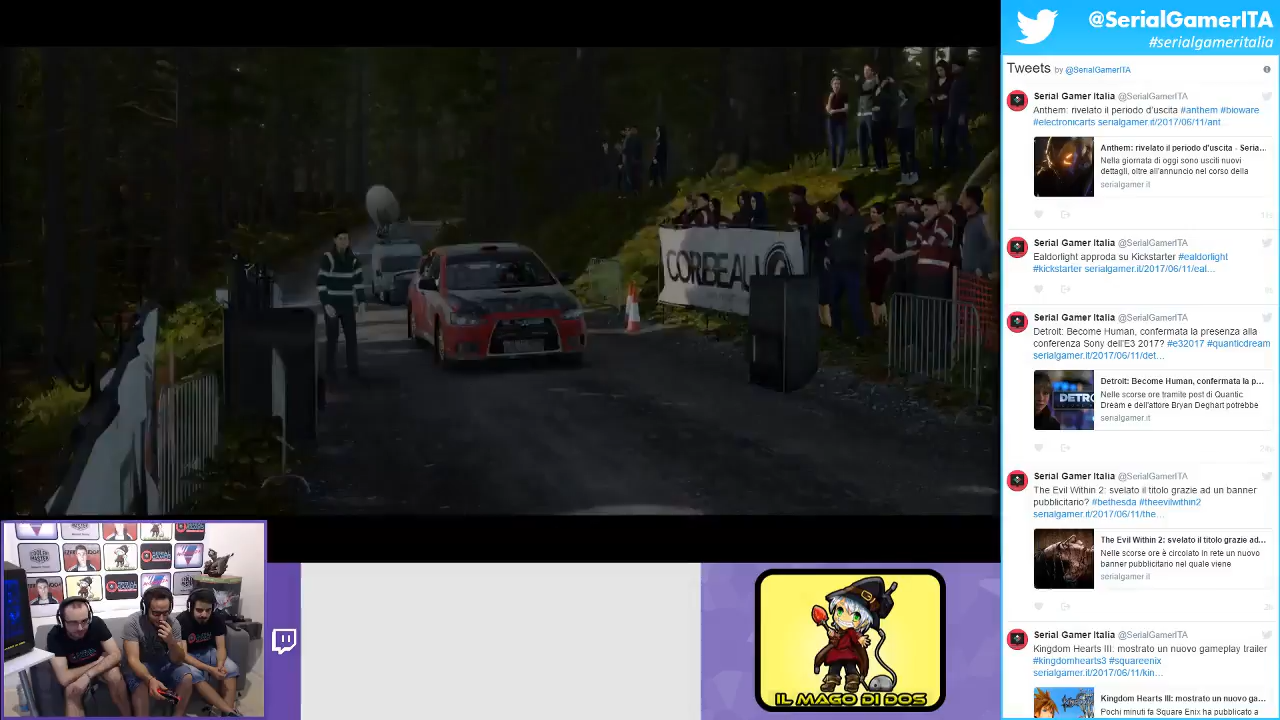 @SerialGamerITA
#serialgameritalia
Tweets by @SerialGamerITA
Serial Gamer Italia @SerialGamerITA
Anthem: rivelato il periodo d'uscita #anthem #bioware
#electronicarts serialgamer.it/2017/06/11/ant
Anthem: rivelato il periodo d'uscita - Seria...
Nella giornata di oggi sono usciti nuovi
dettagli, oltre all'annuncio nel corso della
serialgamer.it
Serial Gamer Italia @SerialGamerITA
Ealdorlight approda su Kickstarter #ealdorlight
#kickstarter serialgamer.it/2017/06/11/eal...
Serial Gamer Italia @SerialGamerITA
Detroit: Become Human, confermata la presenza alla
conferenza Sony dell'E3 2017? #e32017 #quanticdream
serialgamer.it/2017/06/11/det...
Detroit: Become Human, confermata la p...
Nelle scorse ore tramite post di Quantic
Dream e dell'attore Bryan Deghart potrebbe
serialgamer.it
Serial Gamer Italia @SerialGamerITA
The Evil Within 2: svelato il titolo grazie ad un banner
pubblicitario? #bethesda #theevilwithin2
serialgamer.it/2017/06/11/the...
The Evil Within 2: svelato il titolo grazie ad...
Nelle scorse ore è circolato in rete un nuovo
banner pubblicitario nel quale viene
serialgamer.it
Serial Gamer Italia @SerialGamerITA
Kingdom Hearts III: mostrato un nuovo gameplay trailer
#kingdomhearts3 #squareenix
serialgamer.it/2017/06/11/kin...
Kingdom Hearts III: mostrato un nuovo ga...
Pochi minuti fa Square Enix ha pubblicato a
CORBEAU
IL MAGO DI DOS